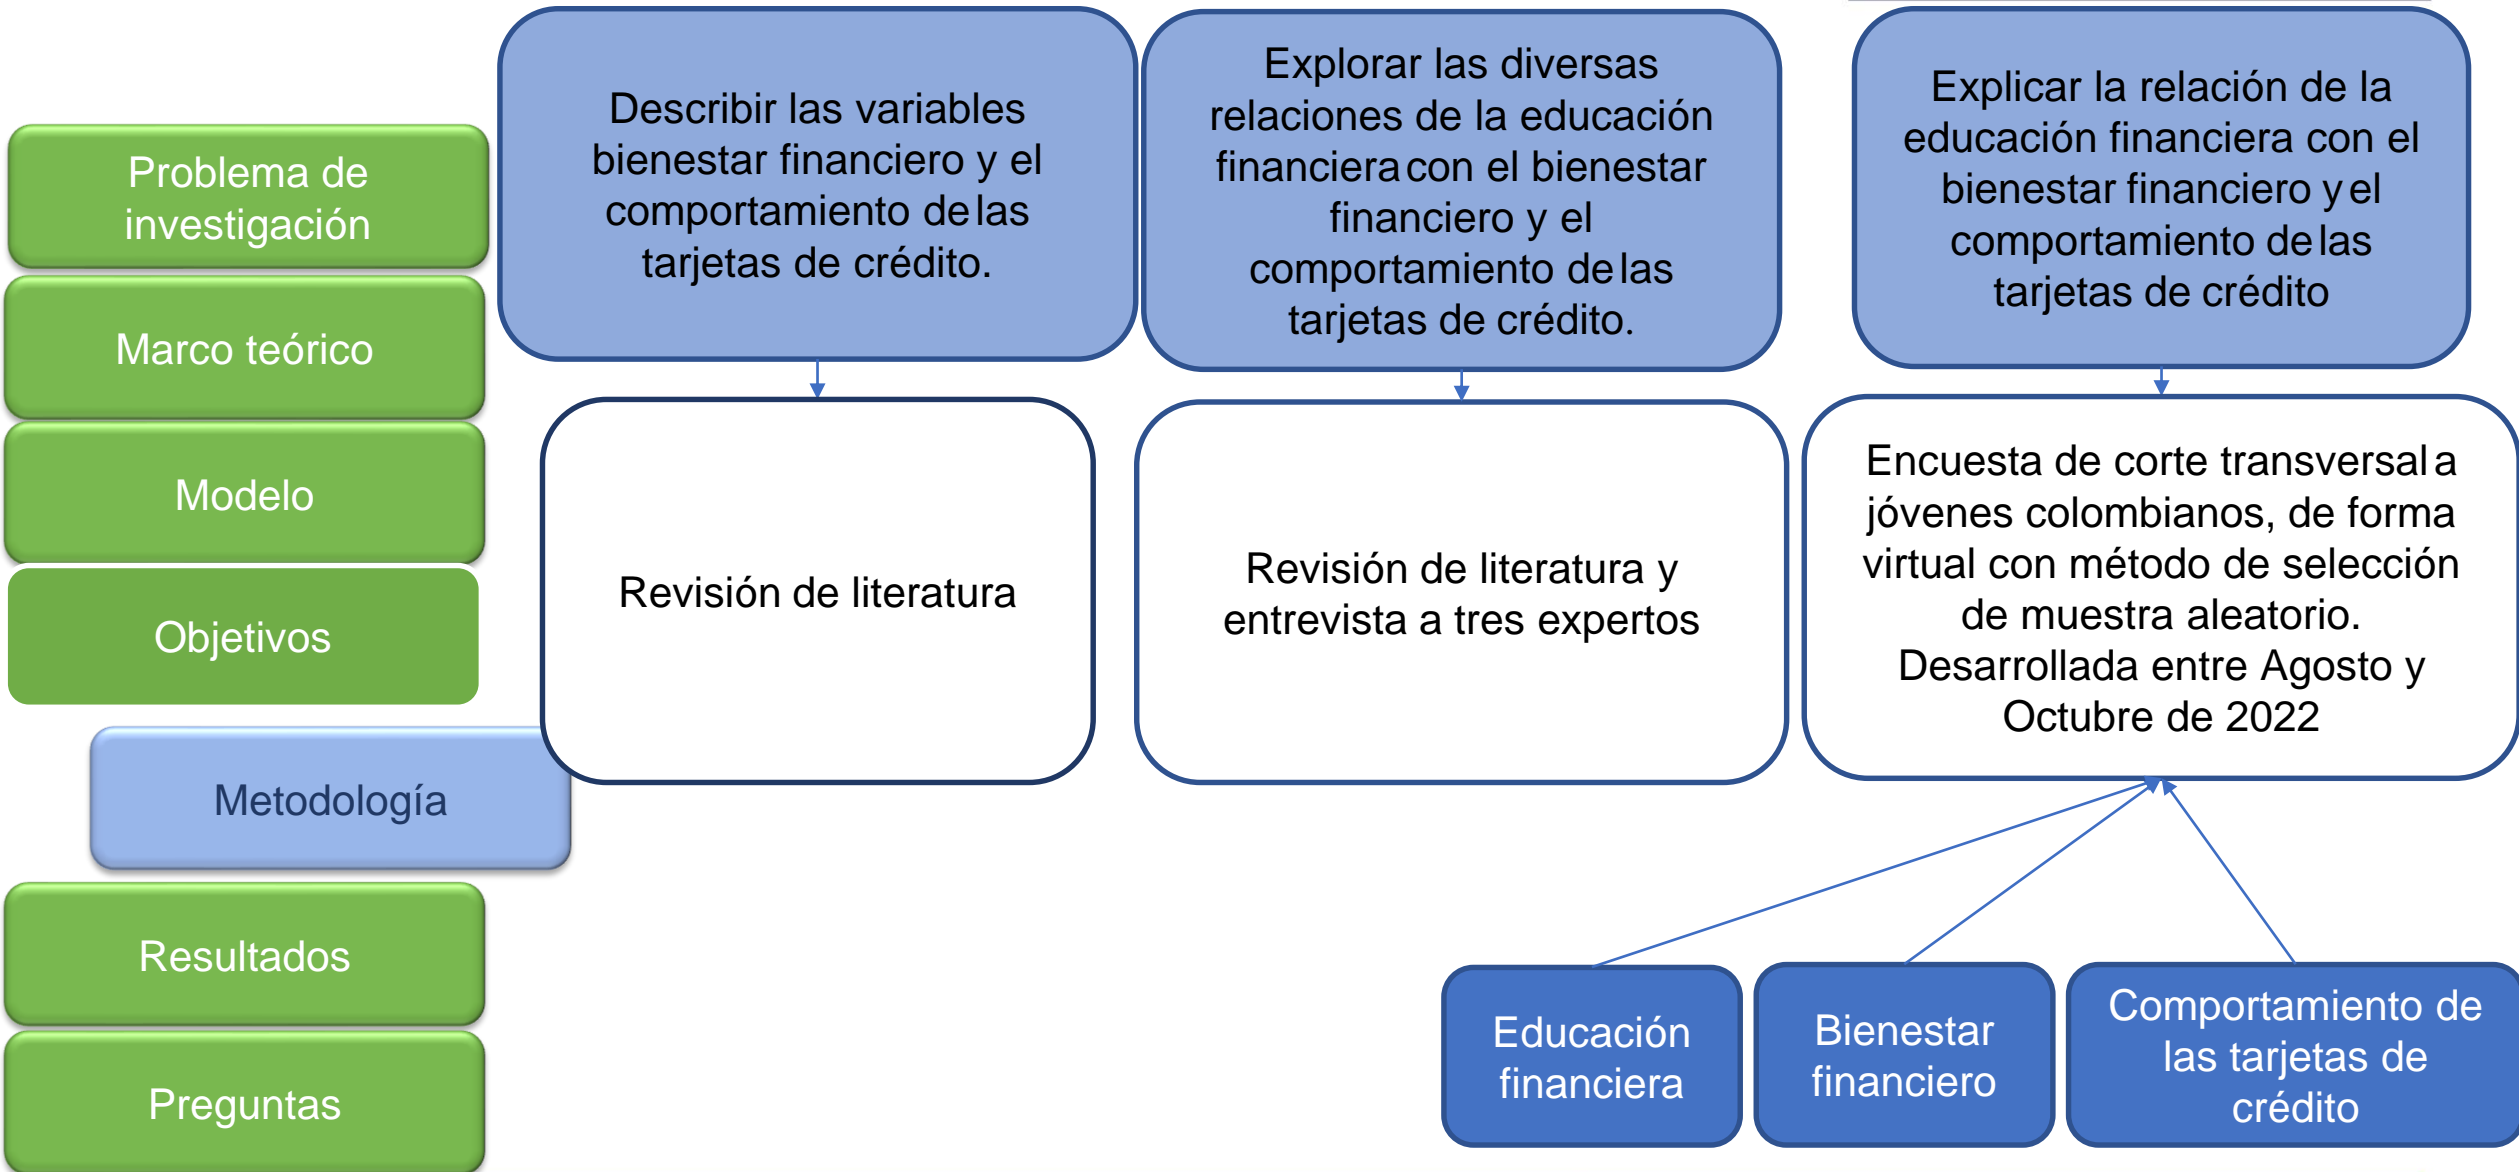 Problema de
investigación
Marco teórico
Modelo
Objetivos
Metodología
Resultados
Preguntas
Describir las variables
bienestar financiero y el
comportamiento de las
tarjetas de crédito.
Explorar las diversas
relaciones de la educación
financiera con el bienestar
financiero y el
comportamiento de las
tarjetas de crédito.
Explicar la relación de la
educación financiera con el
bienestar financiero y el
comportamiento de las
tarjetas de crédito
Revisión de literatura
Revisión de literatura y
entrevista a tres expertos
Encuesta de corte transversal a
jóvenes colombianos, de forma
virtual con método de selección
de muestra aleatorio.
Desarrollada entre Agosto y
Octubre de 2022
Educación
financiera
Bienestar
financiero
Comportamiento de
las tarjetas de
crédito